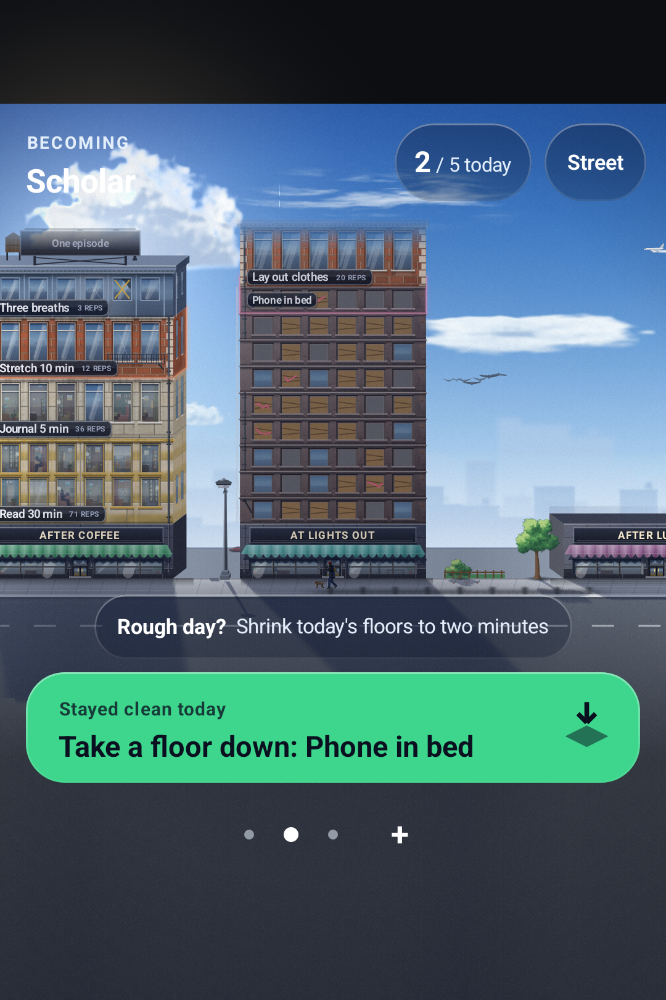 BECOMING
Scholar
2 / 5 today
Street
One episode
Three breaths 3 REPS
Stretch 10 min 12 REPS
Journal 5 min 36 REPS
Read 30 min 71 REPS
AFTER COFFEE
Lay out clothes 20 REPS
Phone in bed
AT LIGHTS OUT
AFTER LU
Rough day? Shrink today's floors to two minutes
Stayed clean today
Take a floor down: Phone in bed
+